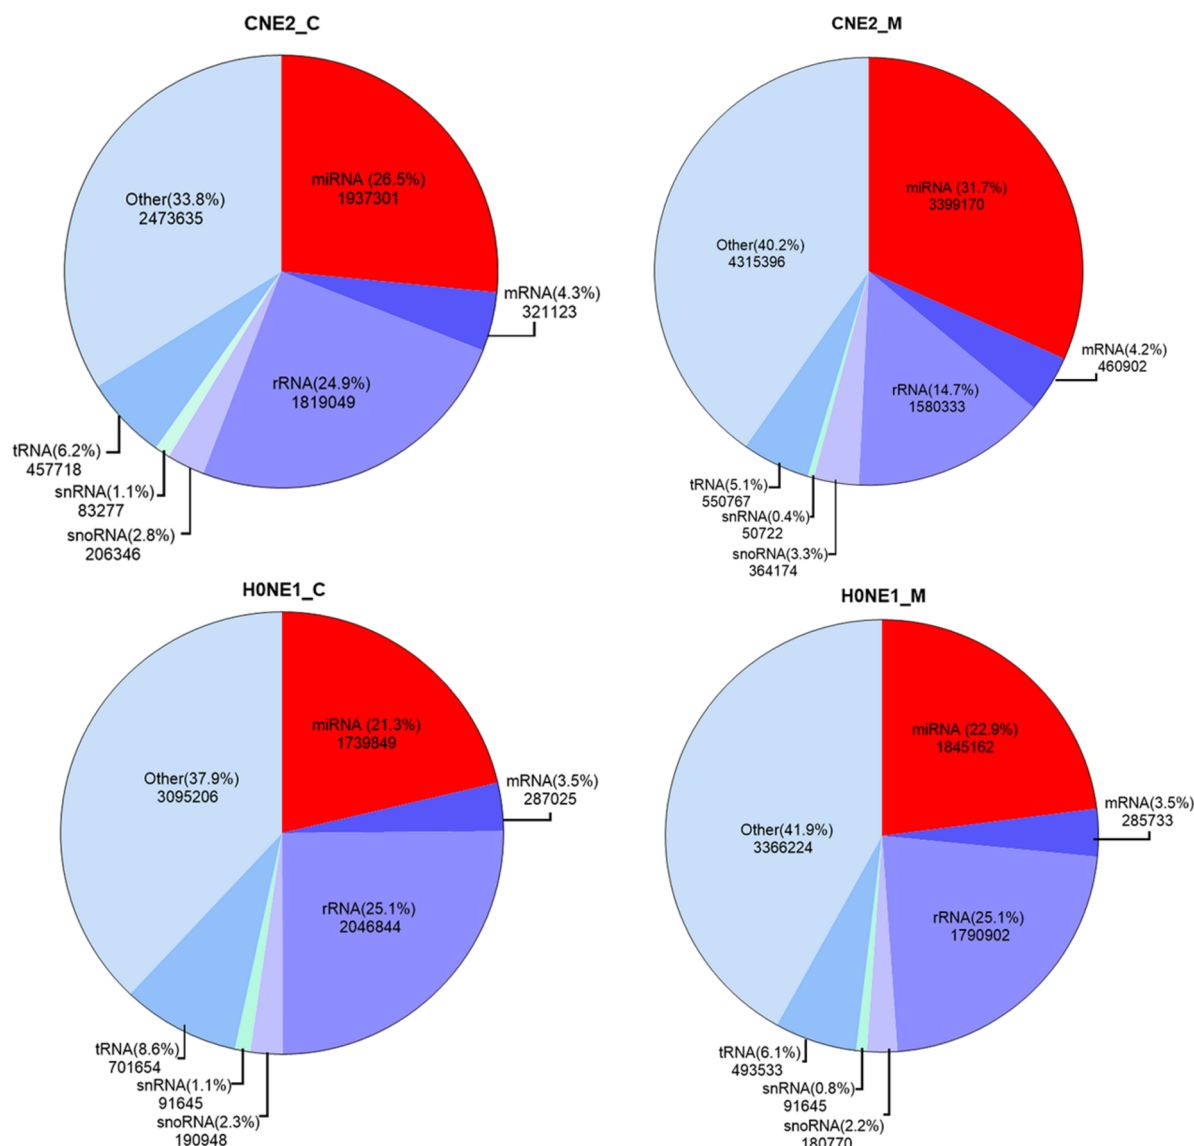 CNE2_C
miRNA (26.5%)
1937301
mRNA(4.3%)
321123
rRNA(24.9%)
1819049
snoRNA(2.8%)
206346
snRNA(1.1%)
83277
tRNA(6.2%)
457718
Other(33.8%)
2473635
CNE2_M
miRNA (31.7%)
3399170
mRNA(4.2%)
460902
rRNA(14.7%)
1580333
snoRNA(3.3%)
364174
snRNA(0.4%)
50722
tRNA(5.1%)
550767
Other(40.2%)
4315396
H0NE1_C
miRNA (21.3%)
1739849
mRNA(3.5%)
287025
rRNA(25.1%)
2046844
snoRNA(2.3%)
190948
snRNA(1.1%)
91645
tRNA(8.6%)
701654
Other(37.9%)
3095206
H0NE1_M
miRNA (22.9%)
1845162
mRNA(3.5%)
285733
rRNA(25.1%)
1790902
snoRNA(2.2%)
180770
snRNA(0.8%)
91645
tRNA(6.1%)
493533
Other(41.9%)
3366224